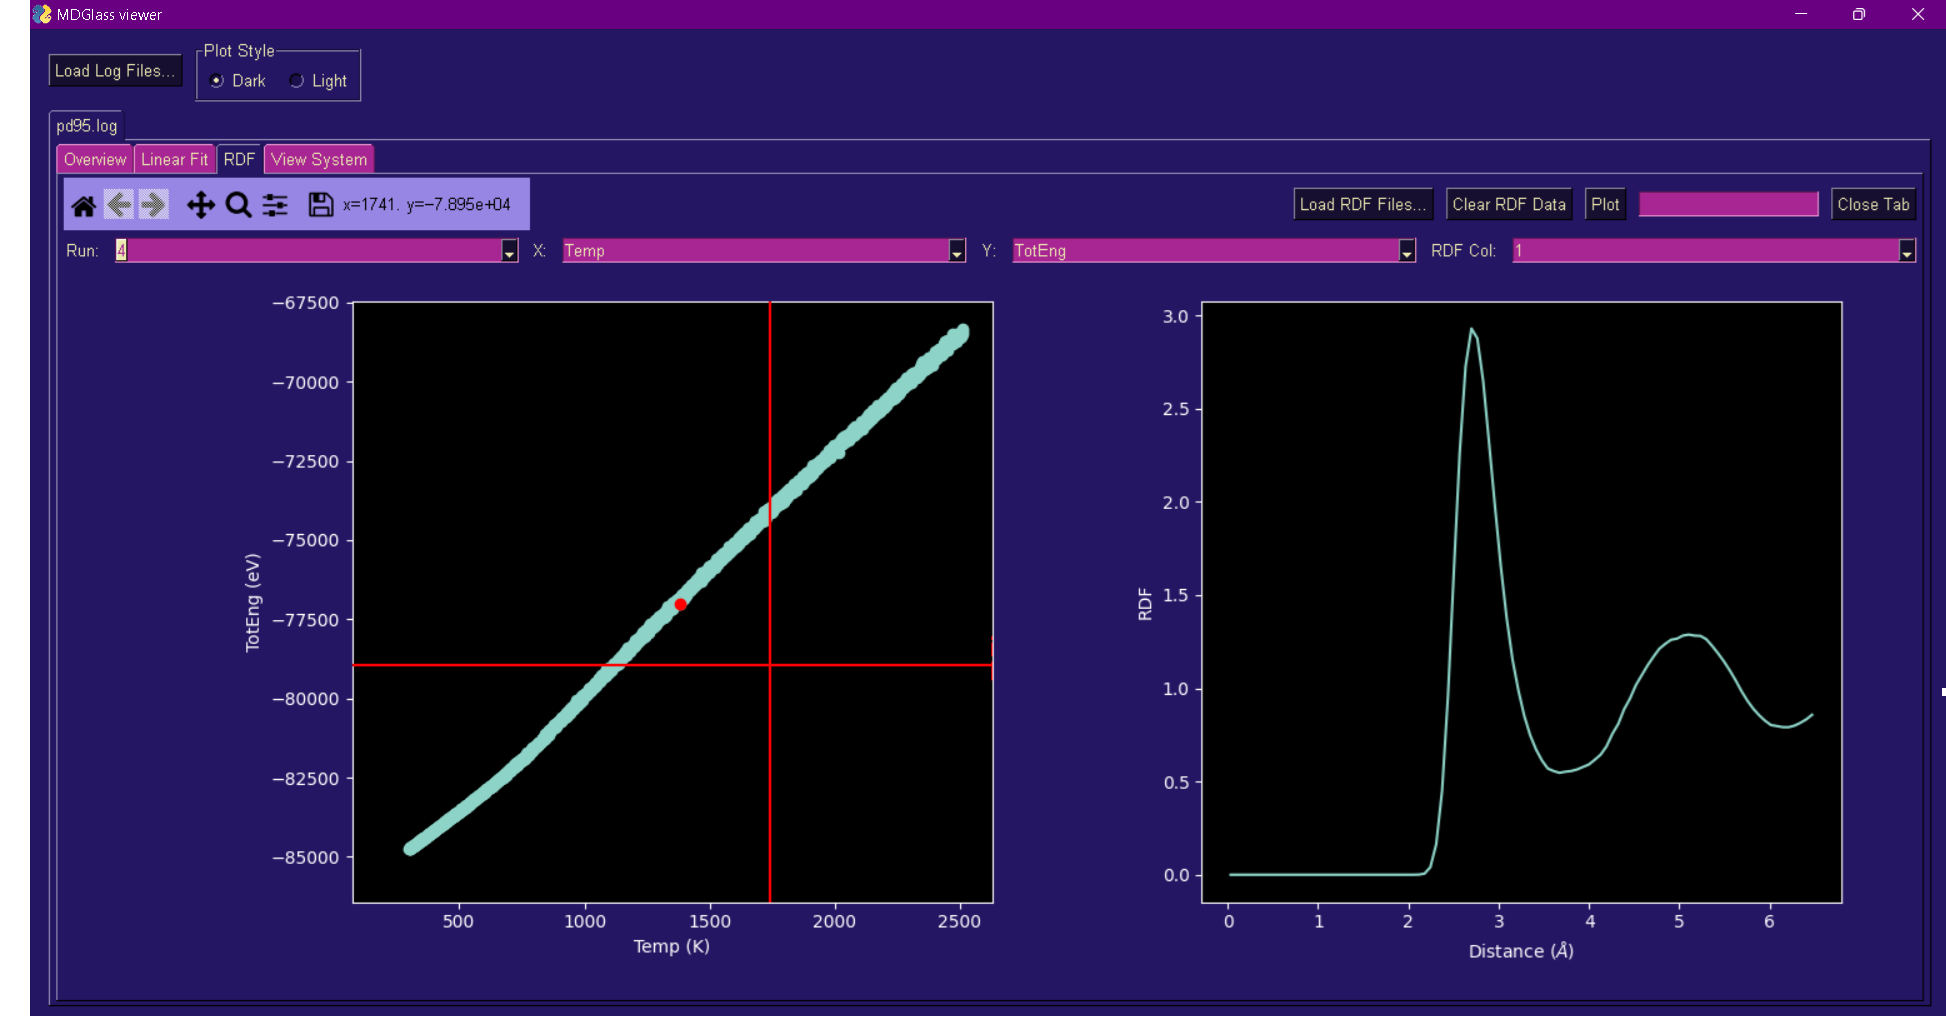 MDGlass viewer
Load Log Files...
Plot Style
Dark Light
pd95.log
Overview Linear Fit RDF View System
x=1741. y=−7.895e+04
Load RDF Files... Clear RDF Data Plot Close Tab
Run: 4 X: Temp Y: TotEng RDF Col: 1
−67500
−70000
−72500
−75000
−77500
−80000
−82500
−85000
TotEng (eV)
500 1000 1500 2000 2500
Temp (K)
3.0
2.5
2.0
1.5
1.0
0.5
0.0
RDF
0 1 2 3 4 5 6
Distance (Å)